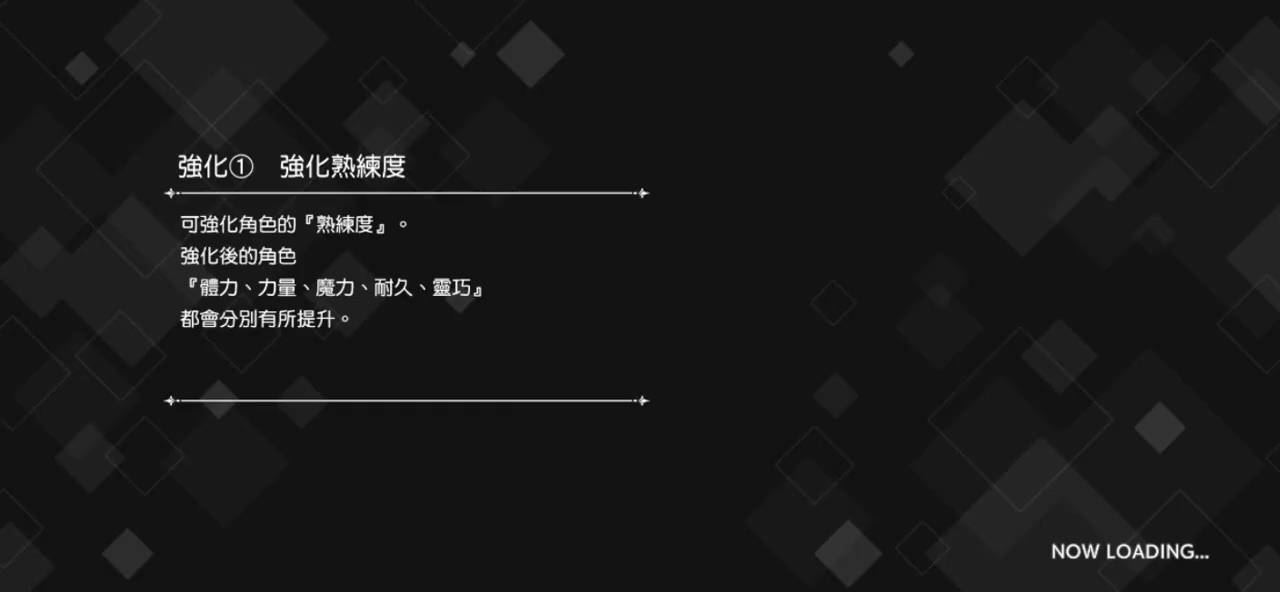 強化①　強化熟練度
可強化角色的『熟練度』。
強化後的角色
『體力、力量、魔力、耐久、靈巧』
都會分別有所提升。
NOW LOADING...